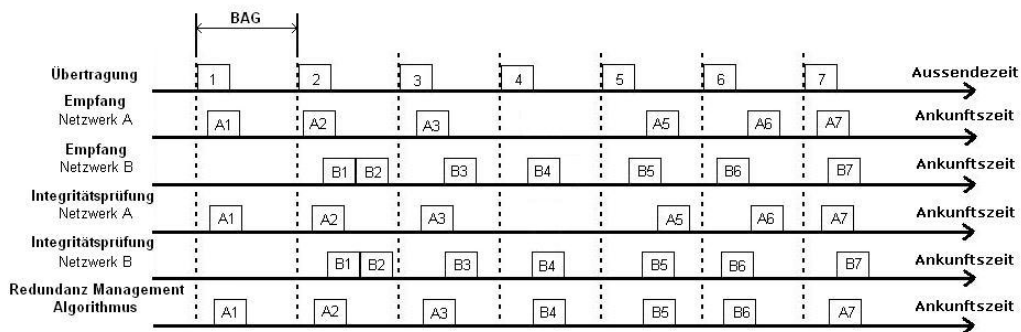 BAG
Übertragung 1 2 3 4 5 6 7 Aussendezeit
Empfang
Netzwerk A A1 A2 A3 A5 A6 A7 Ankunftszeit
Empfang
Netzwerk B B1 B2 B3 B4 B5 B6 B7 Ankunftszeit
Integritätsprüfung
Netzwerk A A1 A2 A3 A5 A6 A7 Ankunftszeit
Integritätsprüfung
Netzwerk B B1 B2 B3 B4 B5 B6 B7 Ankunftszeit
Redundanz Management
Algorithmus A1 A2 A3 B4 B5 B6 A7 Ankunftszeit